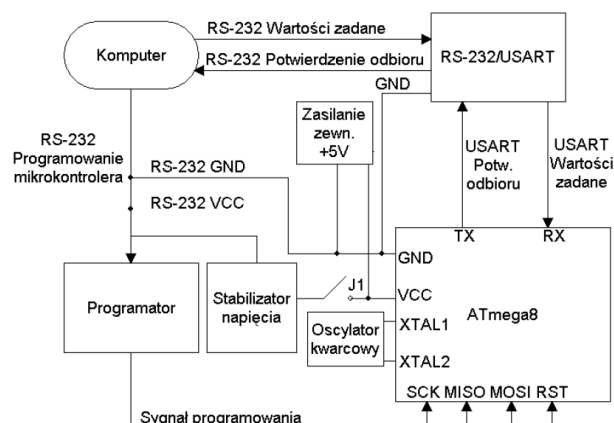 RS-232 Wartości zadane
Komputer
RS-232 Potwierdzenie odbioru
RS-232/USART
GND
Zasilanie
zewn.
+5V
RS-232
Programowanie
mikrokontrolera
RS-232 GND
RS-232 VCC
USART
Potw.
odbioru
USART
Wartości
zadane
TX
RX
GND
VCC
XTAL1
XTAL2
ATmega8
SCK MISO MOSI RST
Programator
Stabilizator
napięcia
J1
Oscylator
kwarcowy
Sygnał programowania